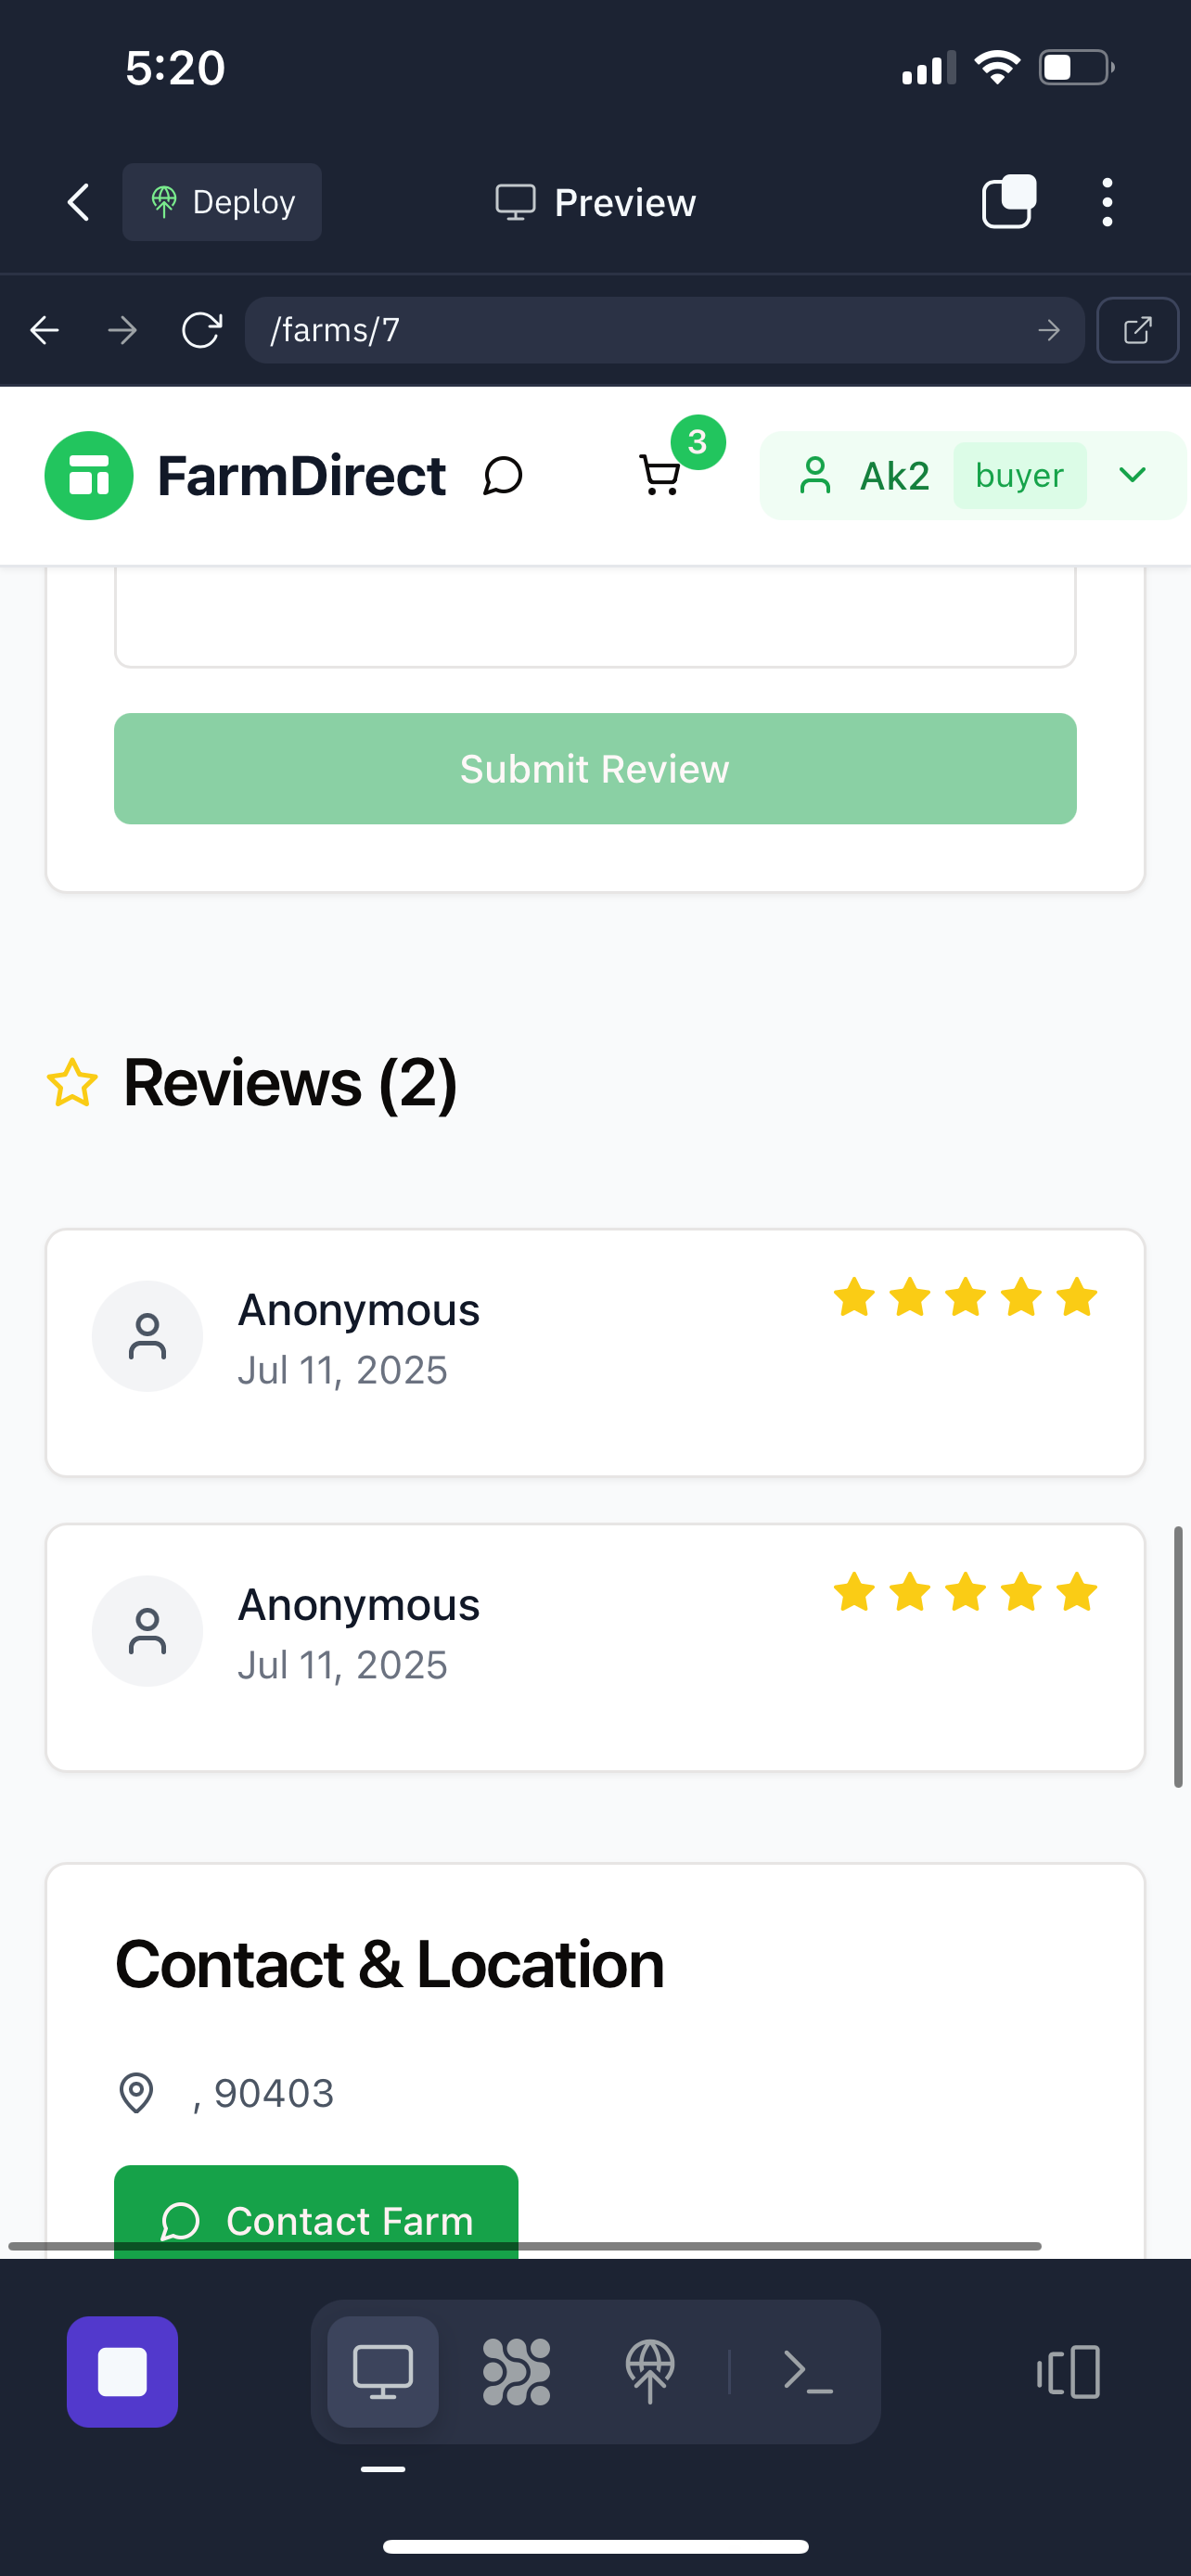 5:20
Deploy
Preview
/farms/7
FarmDirect
3
Ak2
buyer
Submit Review
Reviews (2)
Anonymous
Jul 11, 2025
Anonymous
Jul 11, 2025
Contact & Location
, 90403
Contact Farm